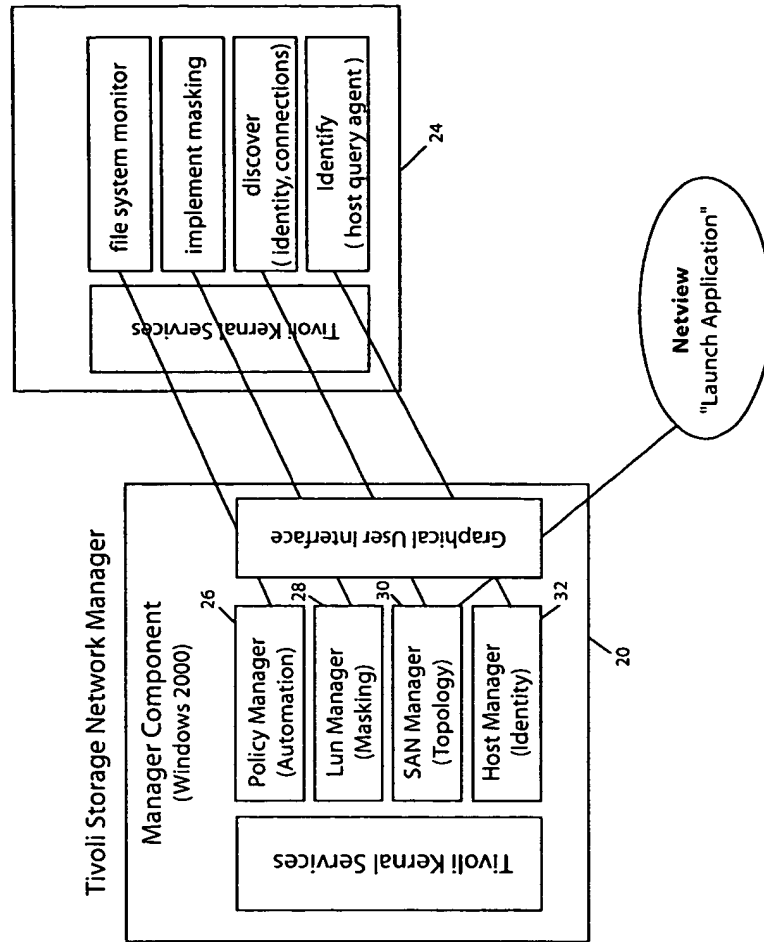 Tivoli Storage Network Manager
Manager Component
(Windows 2000)
Tivoli Kernal Services
Policy Manager
(Automation)
26
Lun Manager
(Masking)
28
SAN Manager
(Topology)
30
Host Manager
(Identity)
32
Graphical User Interface
20
Tivoli Kernal Services
file system monitor
implement masking
discover
( identity, connections)
Identify
( host query agent )
24
Netview
"Launch Application"